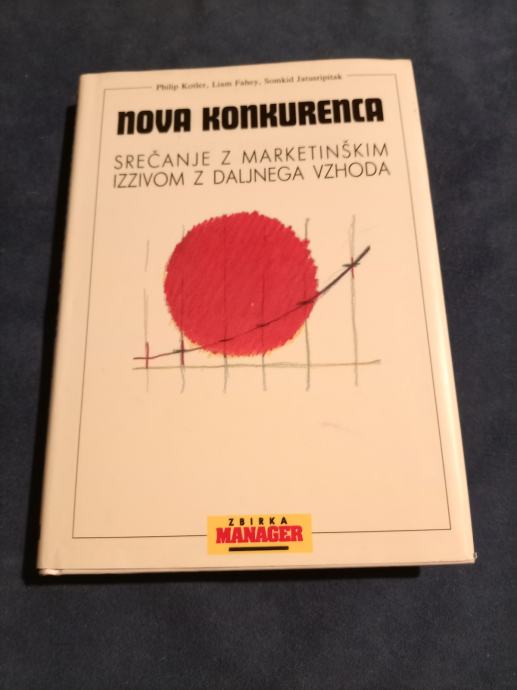 Philip Kotler, Liam Fahey, Somkid Jatusripitak
NOVA KONKURENCA
SREČANJE Z MARKETINŠKIM
IZZIVOM Z DALJNEGA VZHODA
ZBIRKA
MANAGER